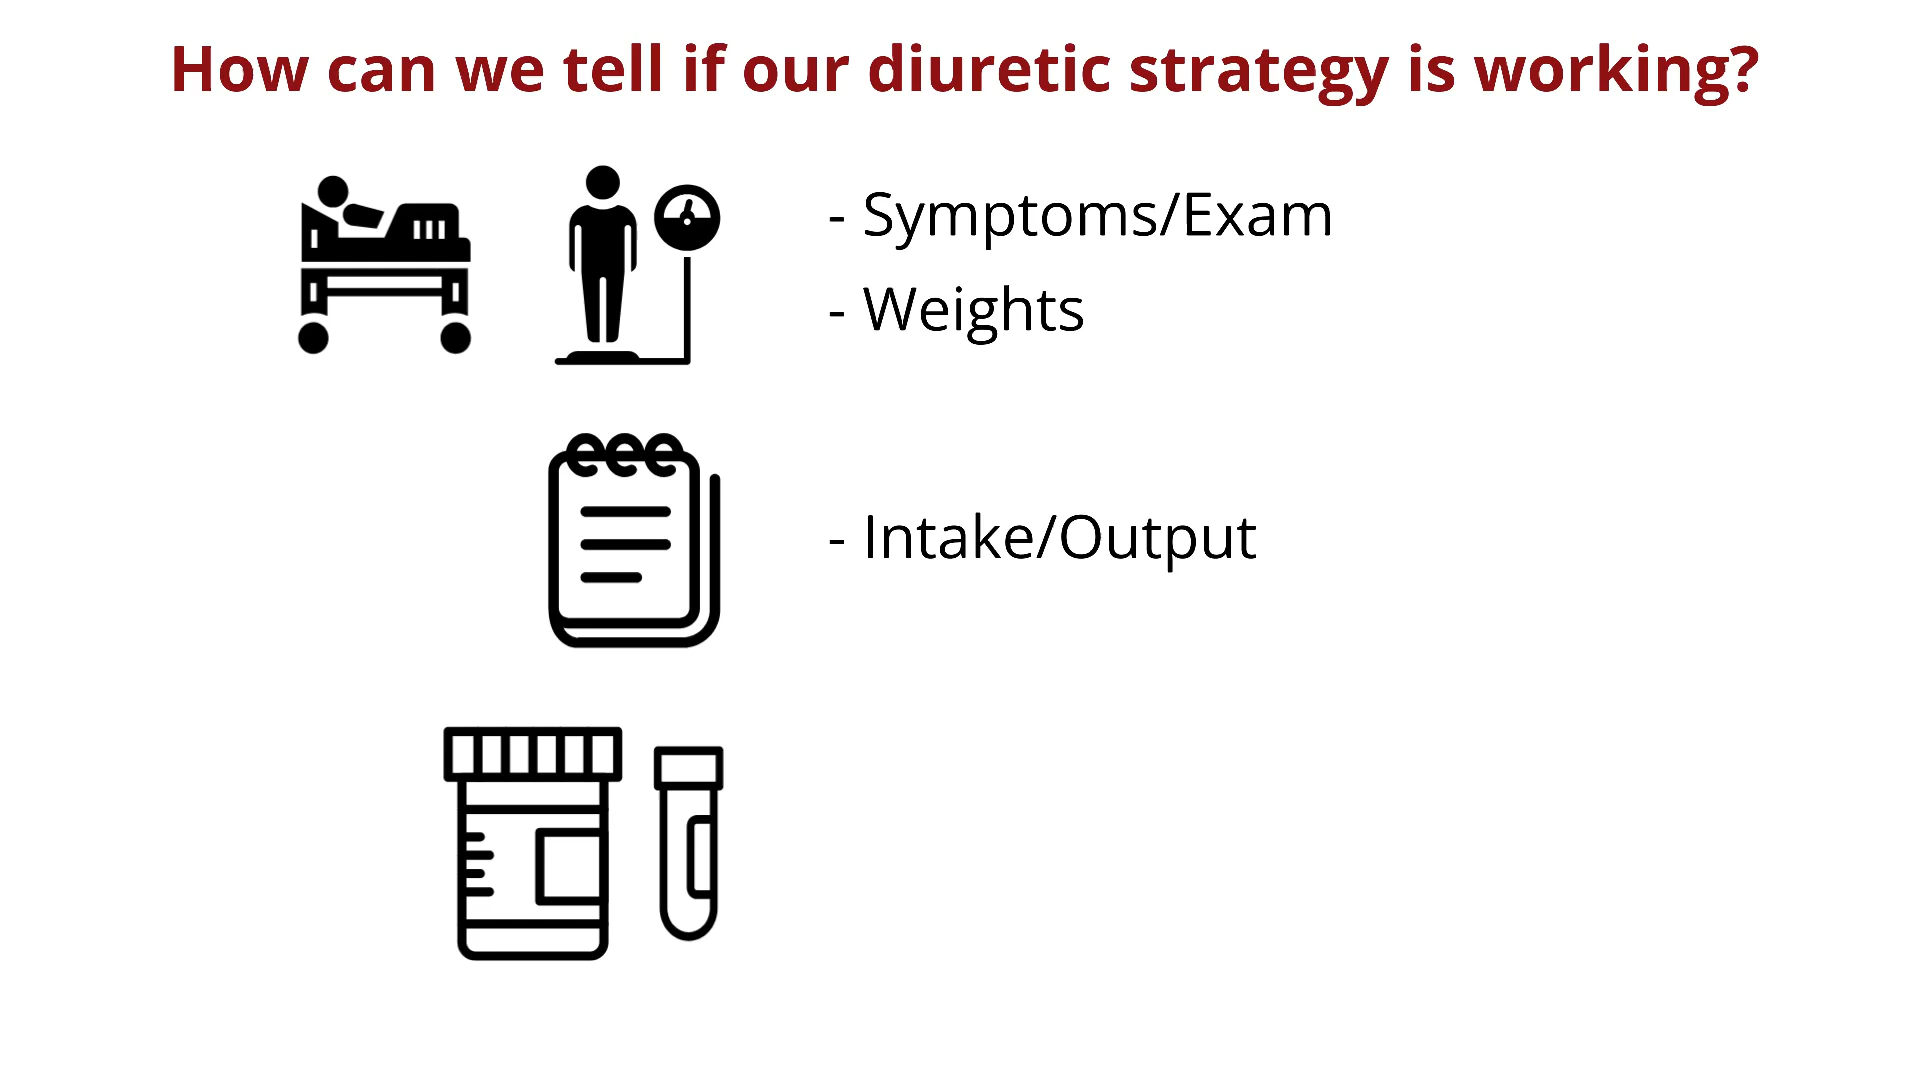 How can we tell if our diuretic strategy is working?
- Symptoms/Exam
- Weights
- Intake/Output